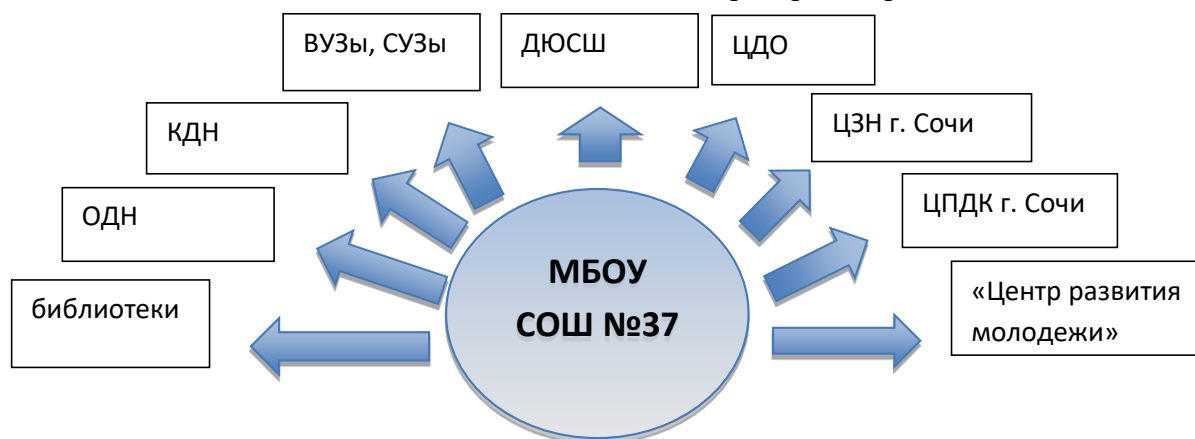 ВУЗы, СУЗы
ДЮСШ
ЦДО
КДН
ЦЗН г. Сочи
ОДН
ЦПДК г. Сочи
библиотеки
МБОУ
СОШ №37
«Центр развития
молодежи»